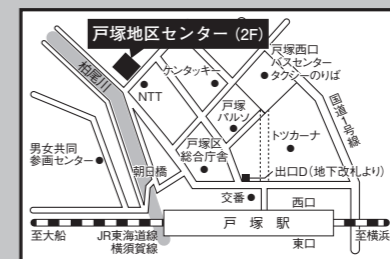 戸塚地区センター（2F）
柏尾川
ケンタッキー
戸塚西口
バスセンター
タクシーのりば
NTT
戸塚
パルソ
国道1号線
トツカーナ
男女共同
参画センター
戸塚区
総合庁舎
朝日橋
出口D（地下改札より）
交番
西口
戸塚駅
至大船
JR東海道線
横須賀線
東口
至横浜